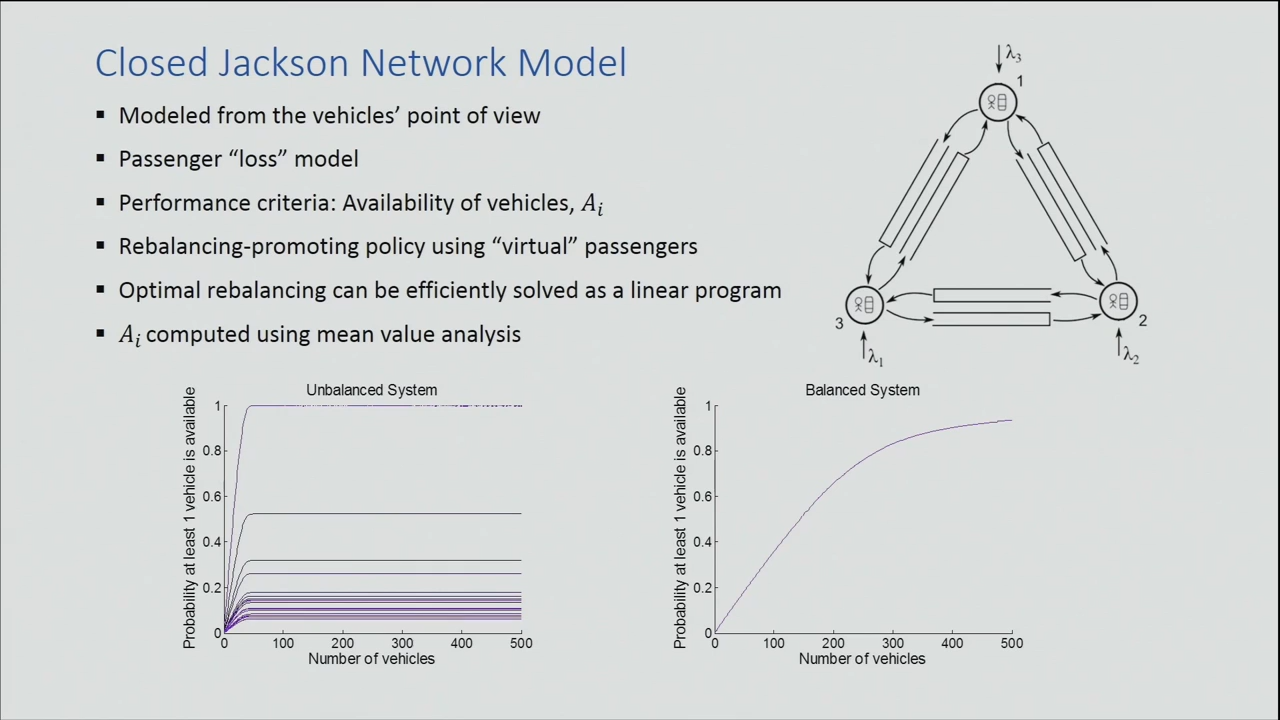 Closed Jackson Network Model
▪ Modeled from the vehicles’ point of view
▪ Passenger “loss” model
▪ Performance criteria: Availability of vehicles, Aᵢ
▪ Rebalancing-promoting policy using “virtual” passengers
▪ Optimal rebalancing can be efficiently solved as a linear program
▪ Aᵢ computed using mean value analysis
λ₃
1
3
2
λ₁
λ₂
Unbalanced System
Probability at least 1 vehicle is available
1
0.8
0.6
0.4
0.2
0
0 100 200 300 400 500
Number of vehicles
Balanced System
Probability at least 1 vehicle is available
1
0.8
0.6
0.4
0.2
0
0 100 200 300 400 500
Number of vehicles